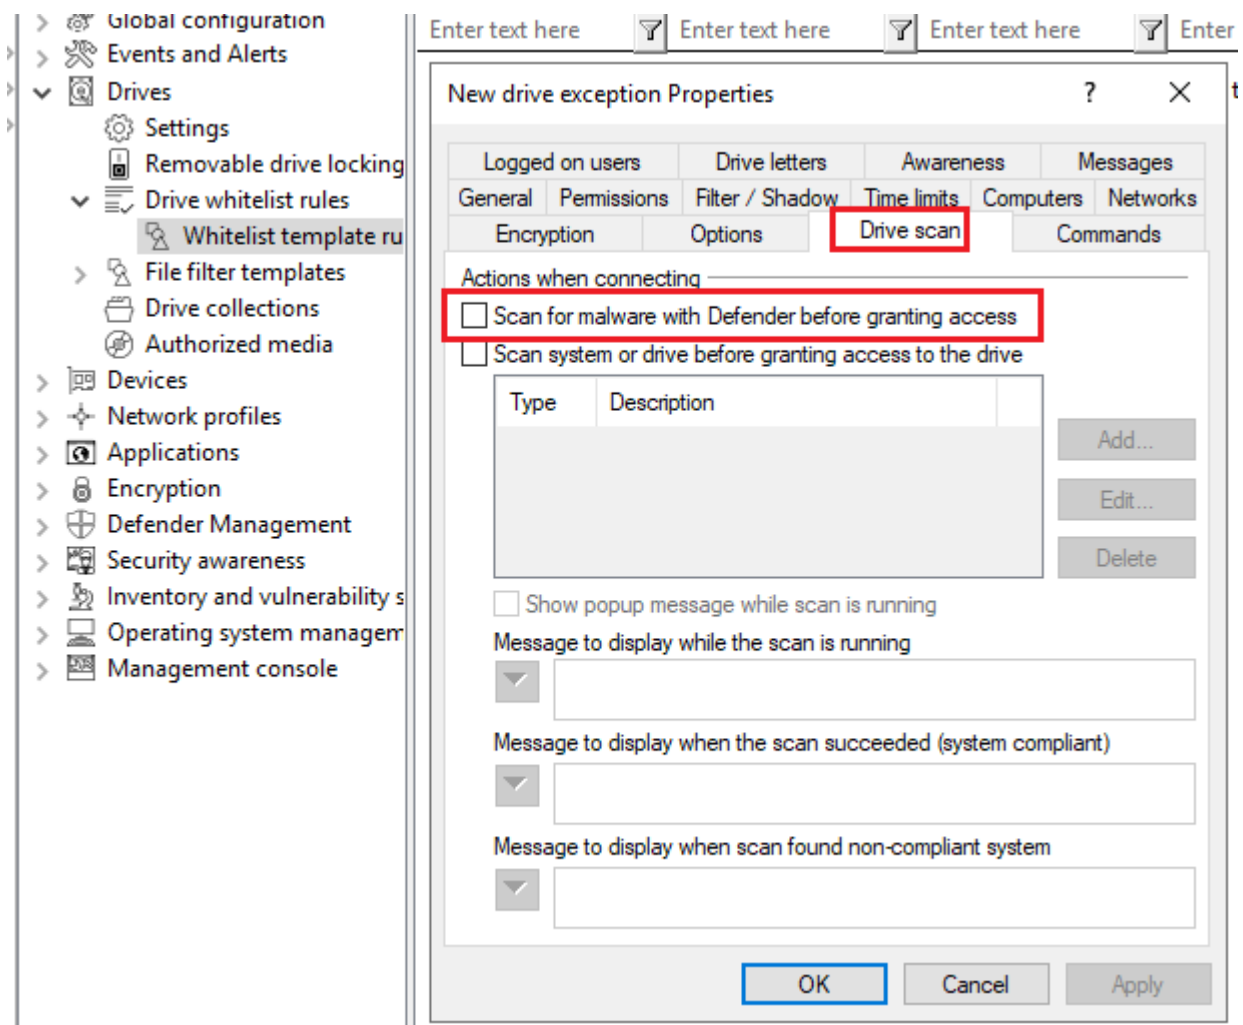 Global configuration
Events and Alerts
Drives
Settings
Removable drive locking
Drive whitelist rules
Whitelist template ru
File filter templates
Drive collections
Authorized media
Devices
Network profiles
Applications
Encryption
Defender Management
Security awareness
Inventory and vulnerability s
Operating system managem
Management console
Enter text here Enter text here Enter text here Enter
New drive exception Properties ? t
Logged on users Drive letters Awareness Messages
General Permissions Filter / Shadow Time limits Computers Networks
Encryption Options Drive scan Commands
Actions when connecting
Scan for malware with Defender before granting access
Scan system or drive before granting access to the drive
Type Description
Add...
Edit...
Delete
Show popup message while scan is running
Message to display while the scan is running
Message to display when the scan succeeded (system compliant)
Message to display when scan found non-compliant system
OK Cancel Apply